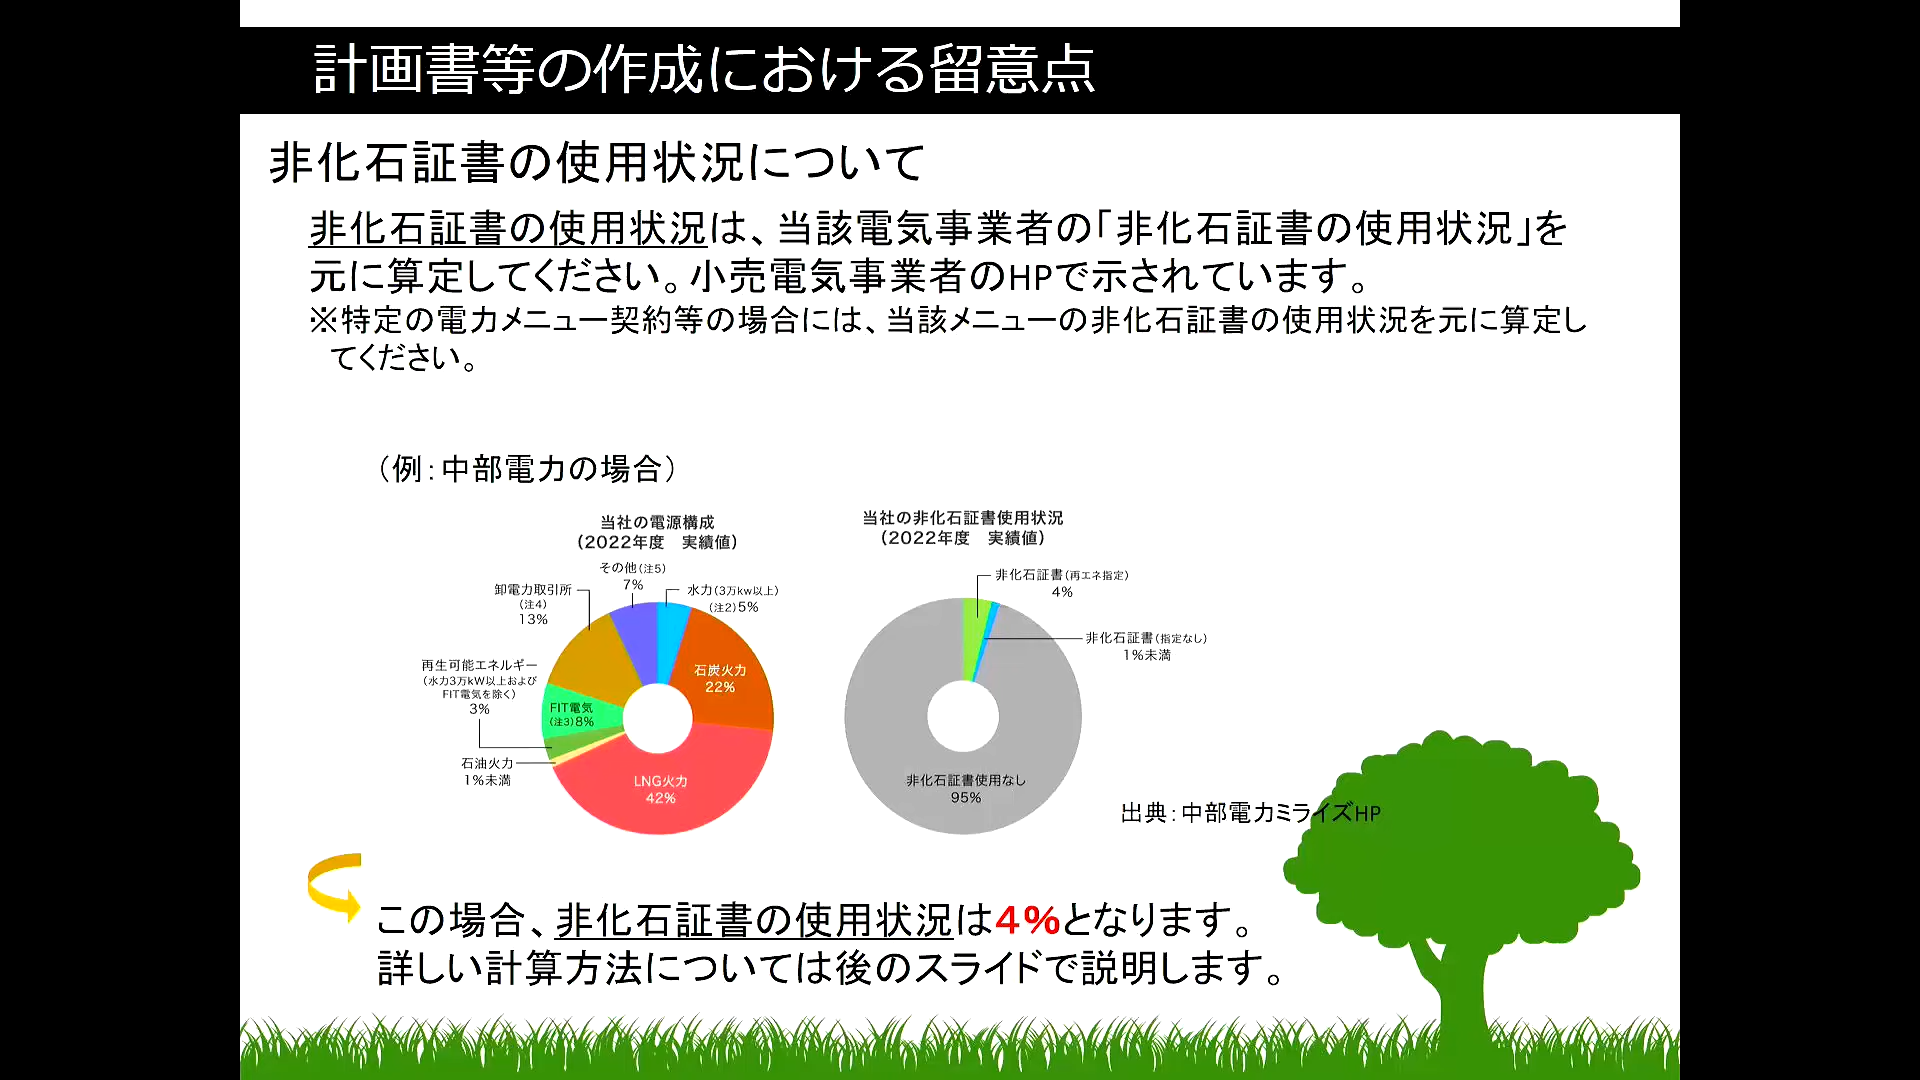 計画書等の作成における留意点
非化石証書の使用状況について
非化石証書の使用状況は、当該電気事業者の「非化石証書の使用状況」を
元に算定してください。小売電気事業者のHPで示されています。
※特定の電力メニュー契約等の場合には、当該メニューの非化石証書の使用状況を元に算定し
てください。
（例：中部電力の場合）
当社の電源構成
（2022年度　実績値）
その他（注5）
7%
水力（3万kw以上）
（注2）5%
卸電力取引所
（注4）
13%
石炭火力
22%
再生可能エネルギー
（水力3万kW以上および
FIT電気を除く）
3%
FIT電気
（注3）8%
石油火力
1%未満
LNG火力
42%
当社の非化石証書使用状況
（2022年度　実績値）
非化石証書（再エネ指定）
4%
非化石証書（指定なし）
1%未満
非化石証書使用なし
95%
出典：中部電力ミライズHP
この場合、非化石証書の使用状況は4%となります。
詳しい計算方法については後のスライドで説明します。